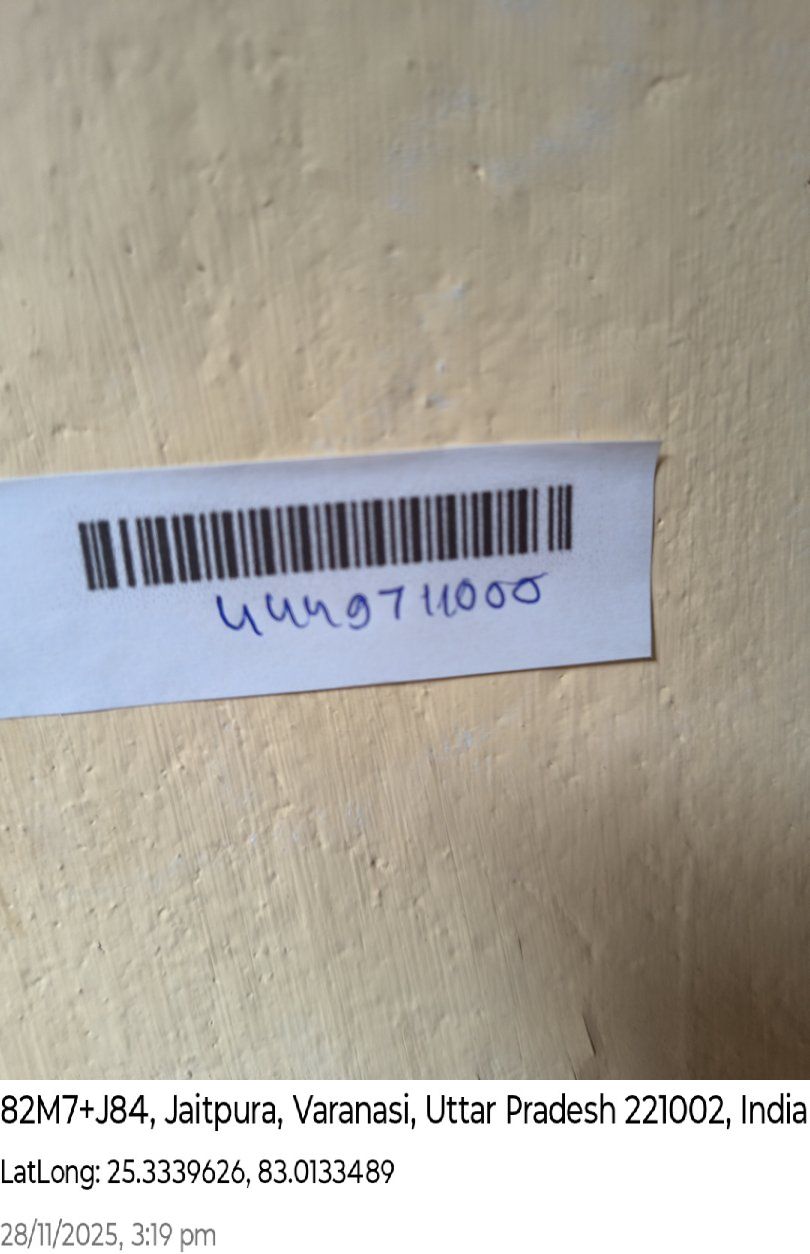 4449711000
82M7+J84, Jaitpura, Varanasi, Uttar Pradesh 221002, India
LatLong: 25.3339626, 83.0133489
28/11/2025, 3:19 pm